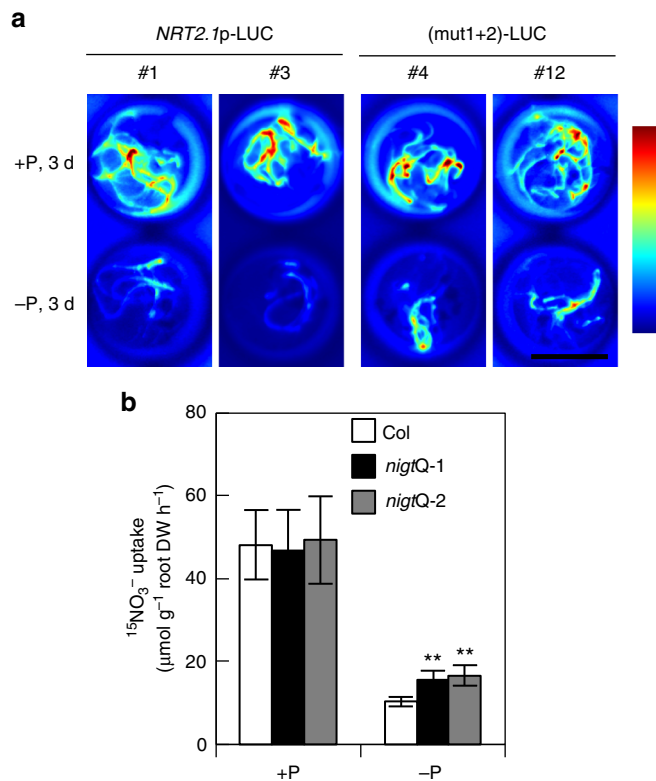 a
NRT2.1p-LUC (mut1+2)-LUC
#1 #3 #4 #12
+P, 3 d
–P, 3 d
b
80
60
40
20
0
¹⁵NO₃⁻ uptake
(μmol g⁻¹ root DW h⁻¹)
Col
nigtQ-1
nigtQ-2
** **
+P –P